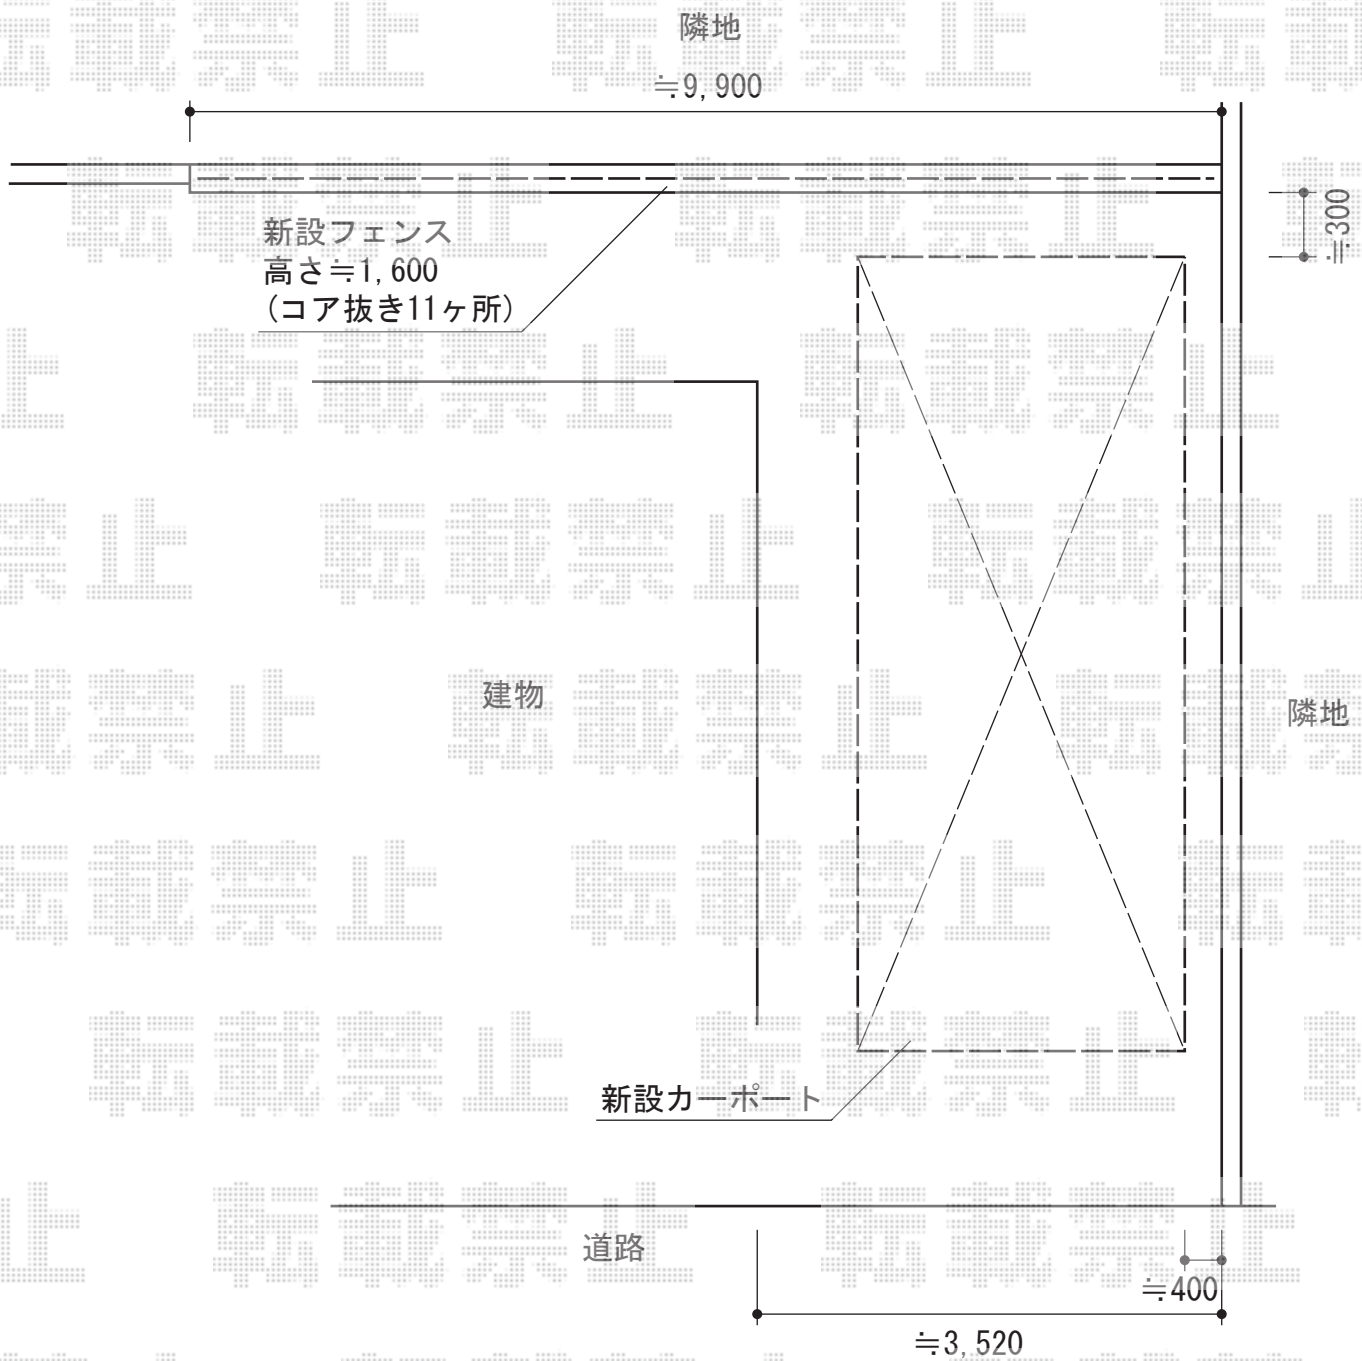 隣地
≒9,900
≒300
新設フェンス
高さ≒1,600
(コア抜き11ヶ所)
建物
隣地
新設カーポート
道路
≒400
≒3,520
転載禁止